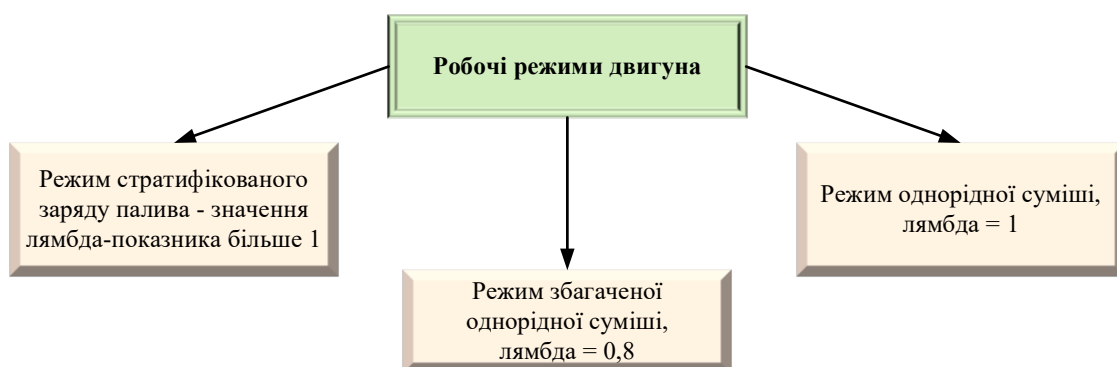 Робочі режими двигуна
Режим стратифікованого
заряду палива - значення
лямбда-показника більше 1
Режим збагаченої
однорідної суміші,
лямбда = 0,8
Режим однорідної суміші,
лямбда = 1